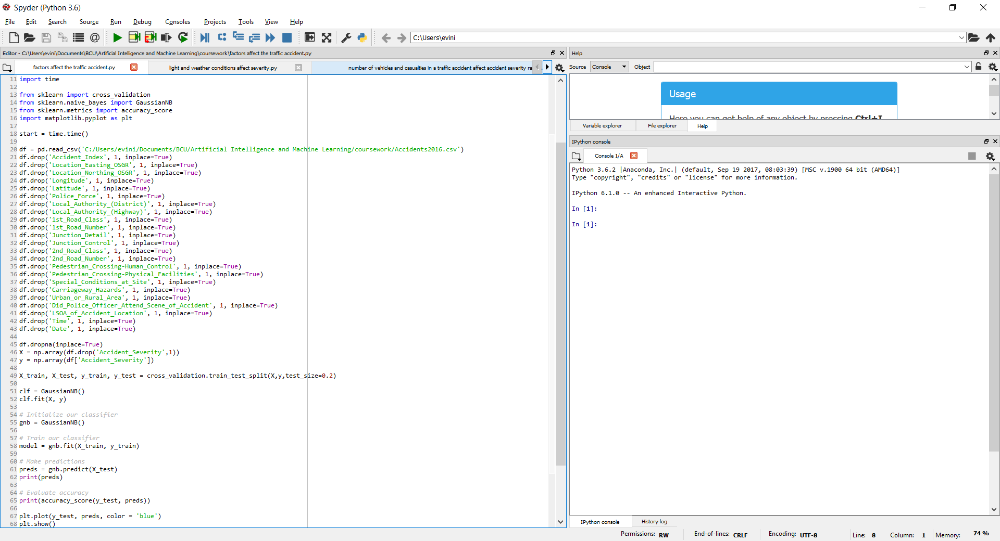 Spyder (Python 3.6)
File Edit Search Source Run Debug Consoles Projects Tools View Help
C:\Users\evini
Editor - C:\Users\evini\Documents\BCU\Artificial Intelligence and Machine Learning\coursework\factors affect the traffic accident.py
factors affect the traffic accident.py
light and weather conditions affect severity.py
number of vehicles and casualties in a traffic accident affect accident severity ra
11 import time
12
13 from sklearn import cross_validation
14 from sklearn.naive_bayes import GaussianNB
15 from sklearn.metrics import accuracy_score
16 import matplotlib.pyplot as plt
17
18 start = time.time()
19
20 df = pd.read_csv('C:/Users/evini/Documents/BCU/Artificial Intelligence and Machine Learning/coursework/Accidents2016.csv')
21 df.drop('Accident_Index', 1, inplace=True)
22 df.drop('Location_Easting_OSGR', 1, inplace=True)
23 df.drop('Location_Northing_OSGR', 1, inplace=True)
24 df.drop('Longitude', 1, inplace=True)
25 df.drop('Latitude', 1, inplace=True)
26 df.drop('Police_Force', 1, inplace=True)
27 df.drop('Local_Authority_(District)', 1, inplace=True)
28 df.drop('Local_Authority_(Highway)', 1, inplace=True)
29 df.drop('1st_Road_Class', 1, inplace=True)
30 df.drop('1st_Road_Number', 1, inplace=True)
31 df.drop('Junction_Detail', 1, inplace=True)
32 df.drop('Junction_Control', 1, inplace=True)
33 df.drop('2nd_Road_Class', 1, inplace=True)
34 df.drop('2nd_Road_Number', 1, inplace=True)
35 df.drop('Pedestrian_Crossing-Human_Control', 1, inplace=True)
36 df.drop('Pedestrian_Crossing-Physical_Facilities', 1, inplace=True)
37 df.drop('Special_Conditions_at_Site', 1, inplace=True)
38 df.drop('Carriageway_Hazards', 1, inplace=True)
39 df.drop('Urban_or_Rural_Area', 1, inplace=True)
40 df.drop('Did_Police_Officer_Attend_Scene_of_Accident', 1, inplace=True)
41 df.drop('LSOA_of_Accident_Location', 1, inplace=True)
42 df.drop('Time', 1, inplace=True)
43 df.drop('Date', 1, inplace=True)
44
45 df.dropna(inplace=True)
46 X = np.array(df.drop('Accident_Severity',1))
47 y = np.array(df['Accident_Severity'])
48
49 X_train, X_test, y_train, y_test = cross_validation.train_test_split(X,y,test_size=0.2)
50
51 clf = GaussianNB()
52 clf.fit(X, y)
53
54 # Initialize our classifier
55 gnb = GaussianNB()
56
57 # Train our classifier
58 model = gnb.fit(X_train, y_train)
59
60 # Make predictions
61 preds = gnb.predict(X_test)
62 print(preds)
63
64 # Evaluate accuracy
65 print(accuracy_score(y_test, preds))
66
67 plt.plot(y_test, preds, color = 'blue')
68 plt.show()
Help
Source Console Object
Usage
Here you can get help of any object by pressing Ctrl+I
Variable explorer File explorer Help
IPython console
Console 1/A
Python 3.6.2 |Anaconda, Inc.| (default, Sep 19 2017, 08:03:39) [MSC v.1900 64 bit (AMD64)]
Type "copyright", "credits" or "license" for more information.
IPython 6.1.0 -- An enhanced Interactive Python.
In [1]:
In [1]:
IPython console History log
Permissions: RW End-of-lines: CRLF Encoding: UTF-8 Line: 8 Column: 1 Memory: 74 %